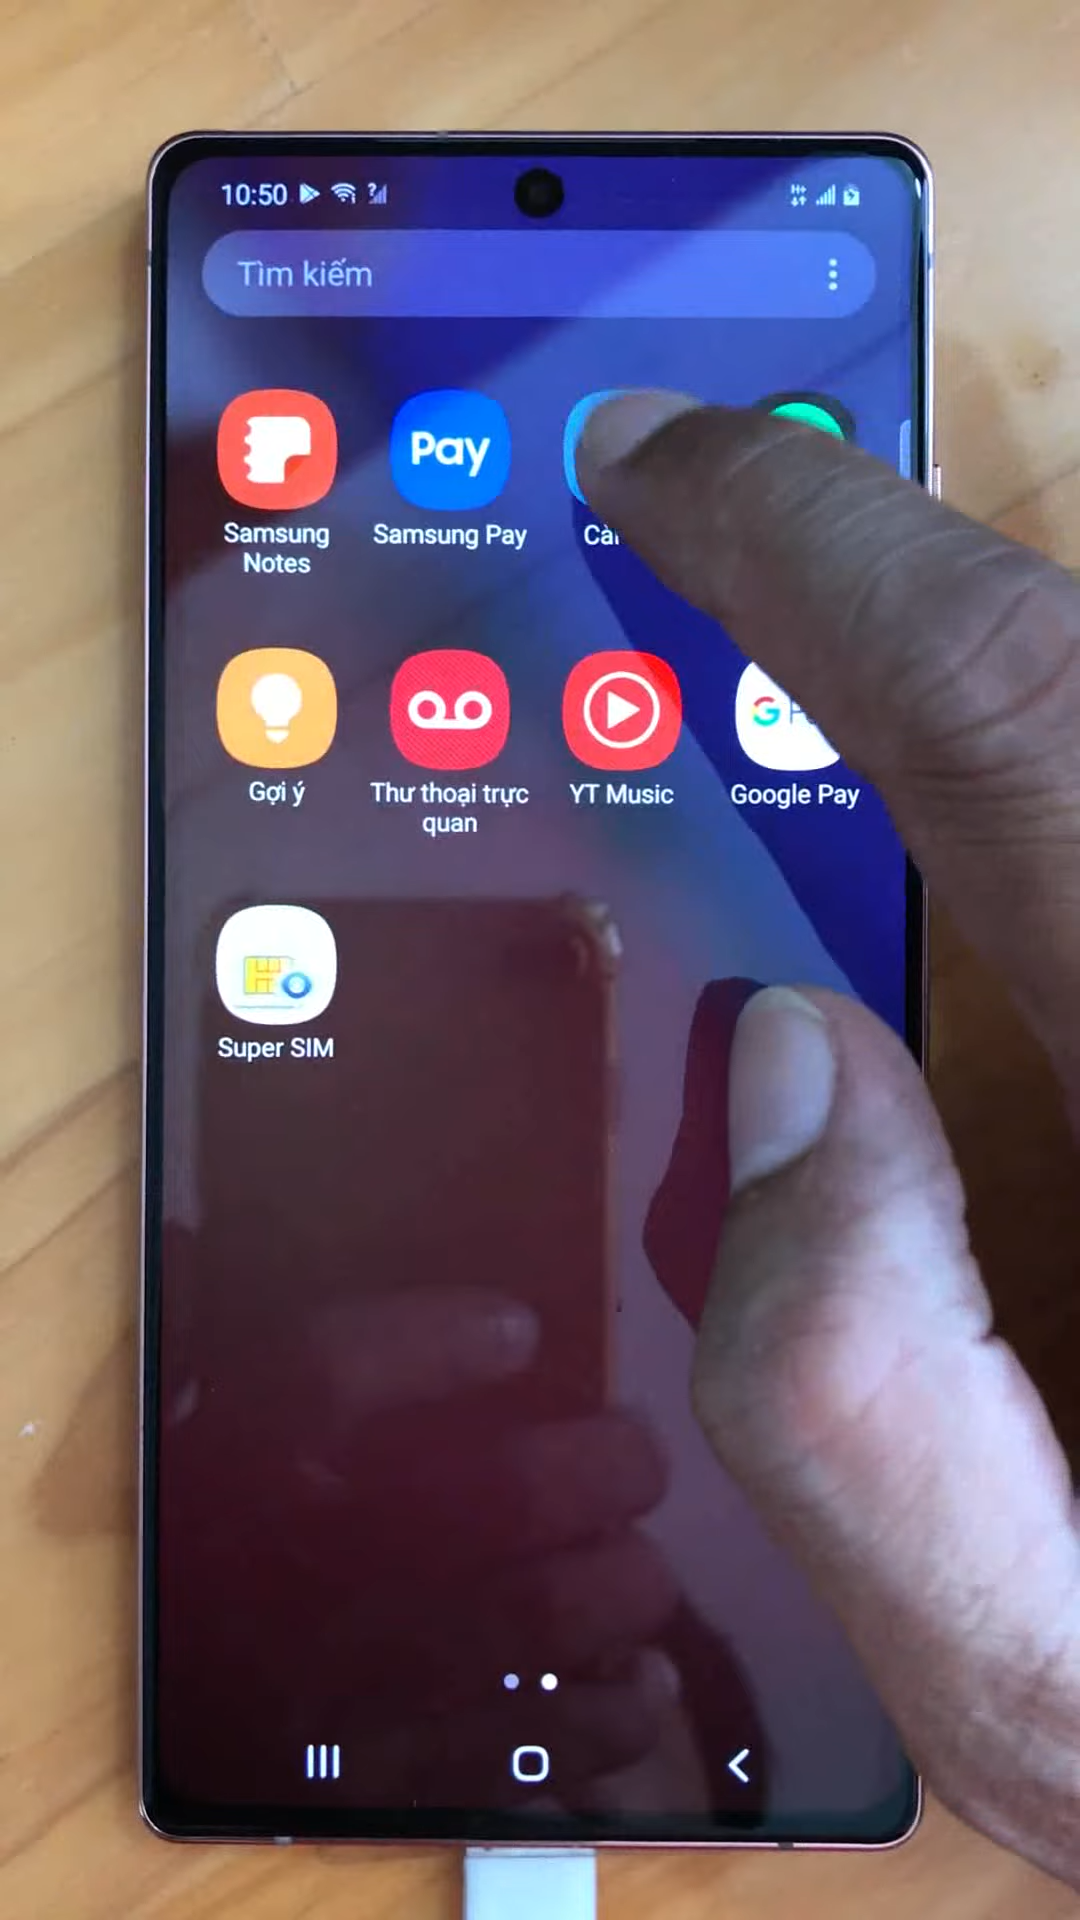 10:50
Tìm kiếm
Pay
Samsung
Notes
Samsung Pay
G
Gợi ý
Thư thoại trực
quan
YT Music
Google Pay
Super SIM